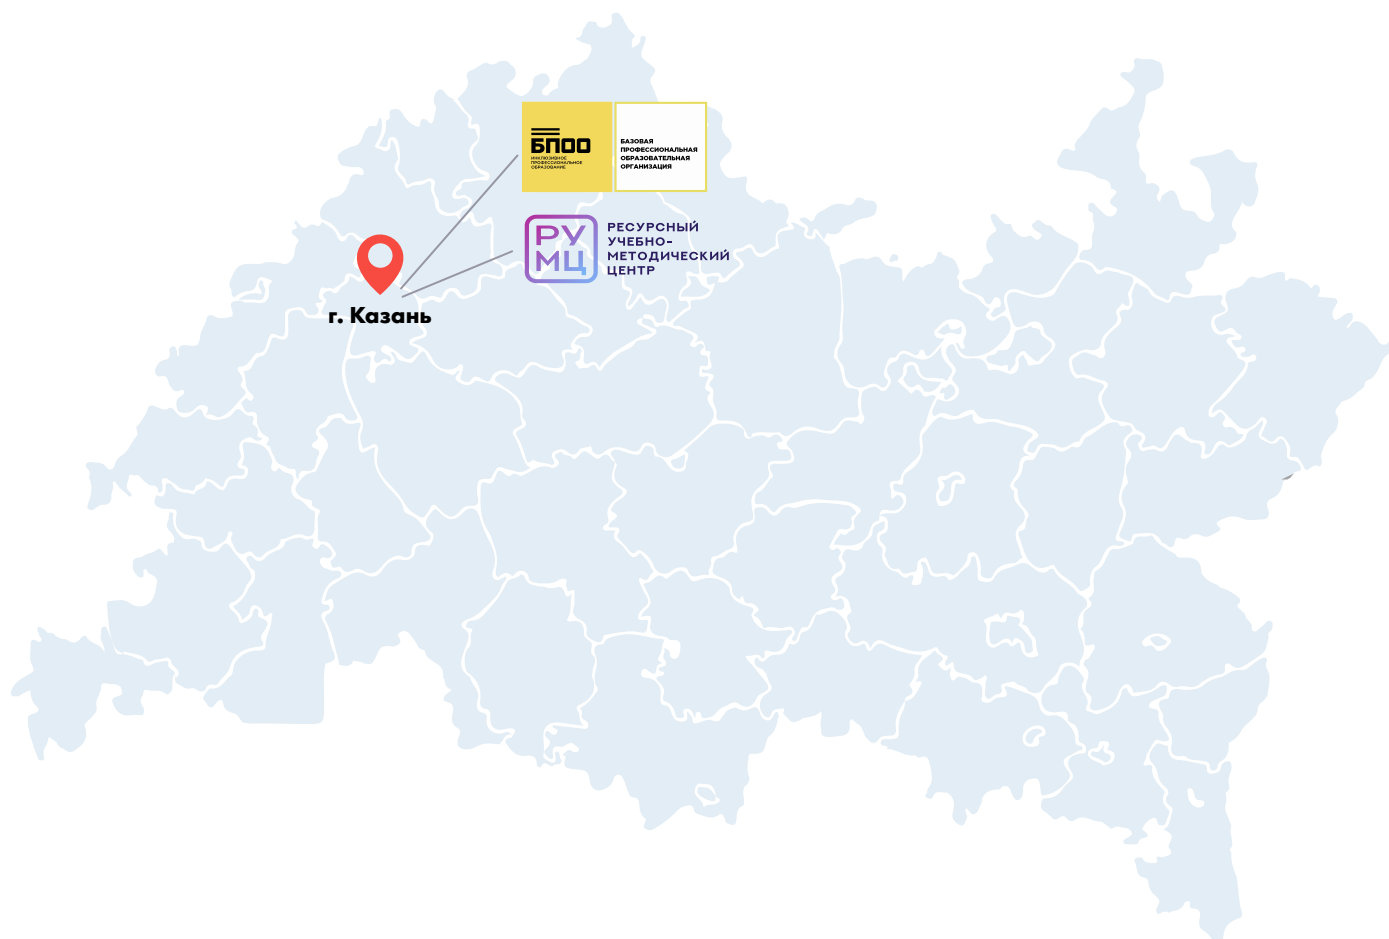 БПОО
ИНКЛЮЗИВНОЕ
ПРОФЕССИОНАЛЬНОЕ
ОБРАЗОВАНИЕ
БАЗОВАЯ
ПРОФЕССИОНАЛЬНАЯ
ОБРАЗОВАТЕЛЬНАЯ
ОРГАНИЗАЦИЯ
РУ
МЦ
РЕСУРСНЫЙ
УЧЕБНО-
МЕТОДИЧЕСКИЙ
ЦЕНТР
г. Казань